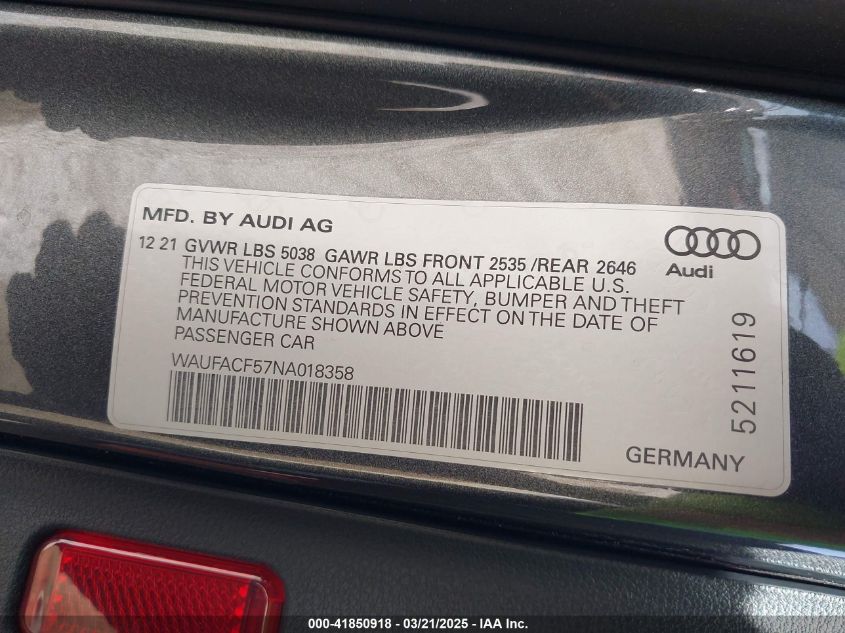 MFD. BY AUDI AG
12 21 GVWR LBS 5038 GAWR LBS FRONT 2535 /REAR 2646
THIS VEHICLE CONFORMS TO ALL APPLICABLE U.S.
FEDERAL MOTOR VEHICLE SAFETY, BUMPER AND THEFT
PREVENTION STANDARDS IN EFFECT ON THE DATE OF
MANUFACTURE SHOWN ABOVE
PASSENGER CAR
WAUFACF57NA018358
Audi
5211619
GERMANY
000-41850918 - 03/21/2025 - IAA Inc.